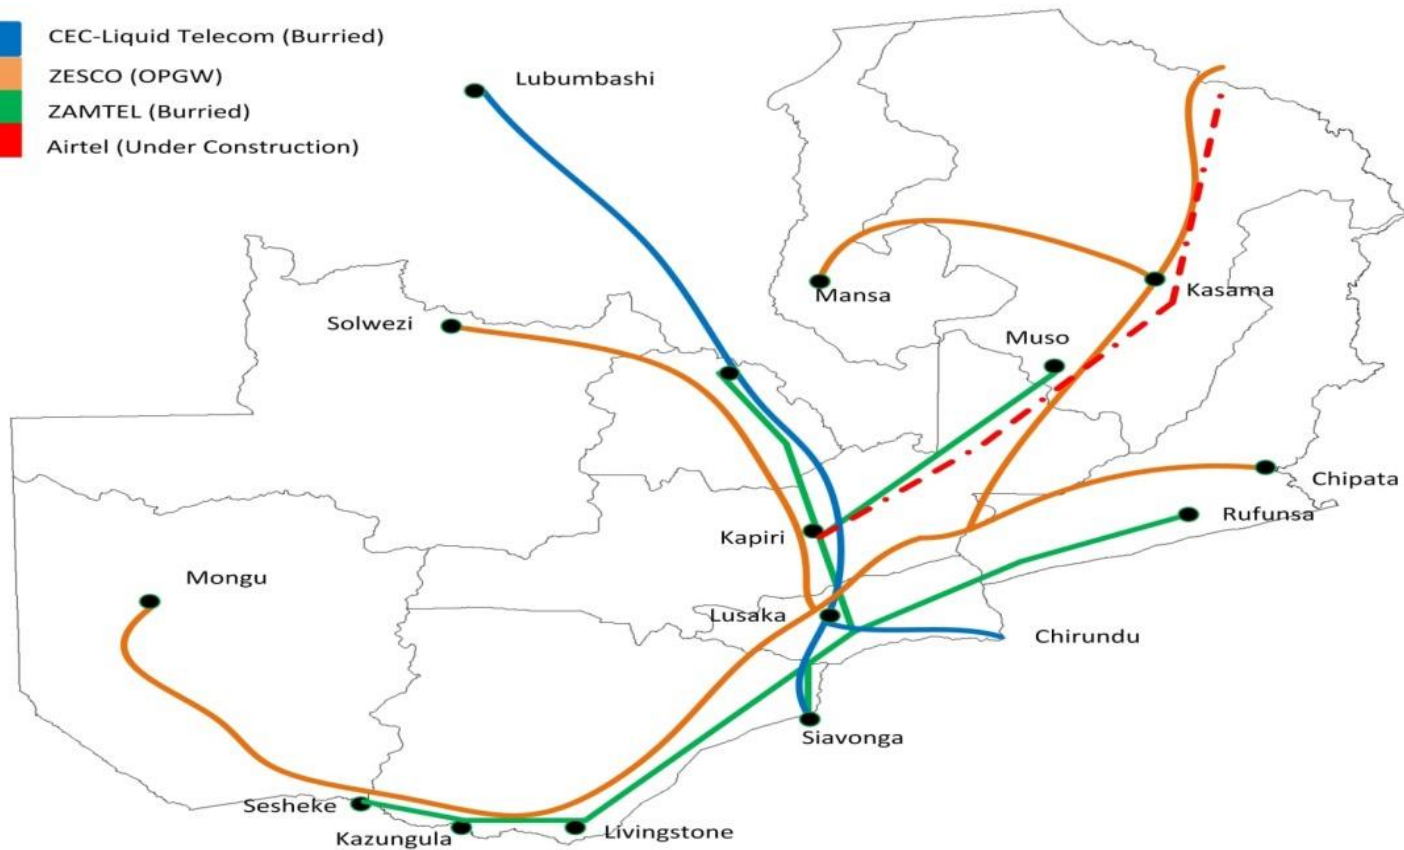 CEC-Liquid Telecom (Burried)
ZESCO (OPGW)
ZAMTEL (Burried)
Airtel (Under Construction)
Lubumbashi
Mansa
Kasama
Solwezi
Muso
Chipata
Rufunsa
Kapiri
Mongu
Lusaka
Chirundu
Siavonga
Sesheke
Kazungula
Livingstone